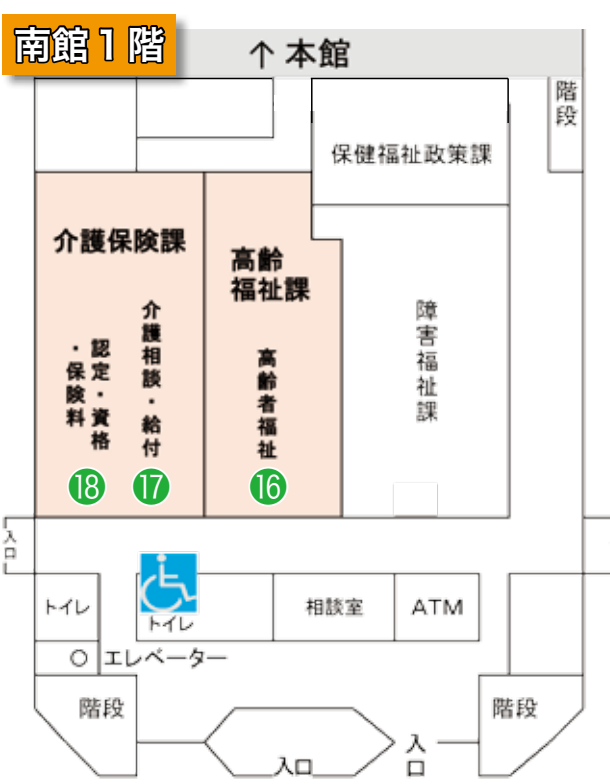 南館1階
↑本館
階段
保健福祉政策課
介護保険課
高齢
福祉課
障害福祉課
介護相談・給付
認定・資格
・保険料
高齢者福祉
⑱
⑰
⑯
入口
トイレ
トイレ
相談室
ATM
エレベーター
階段
階段
入口
入口